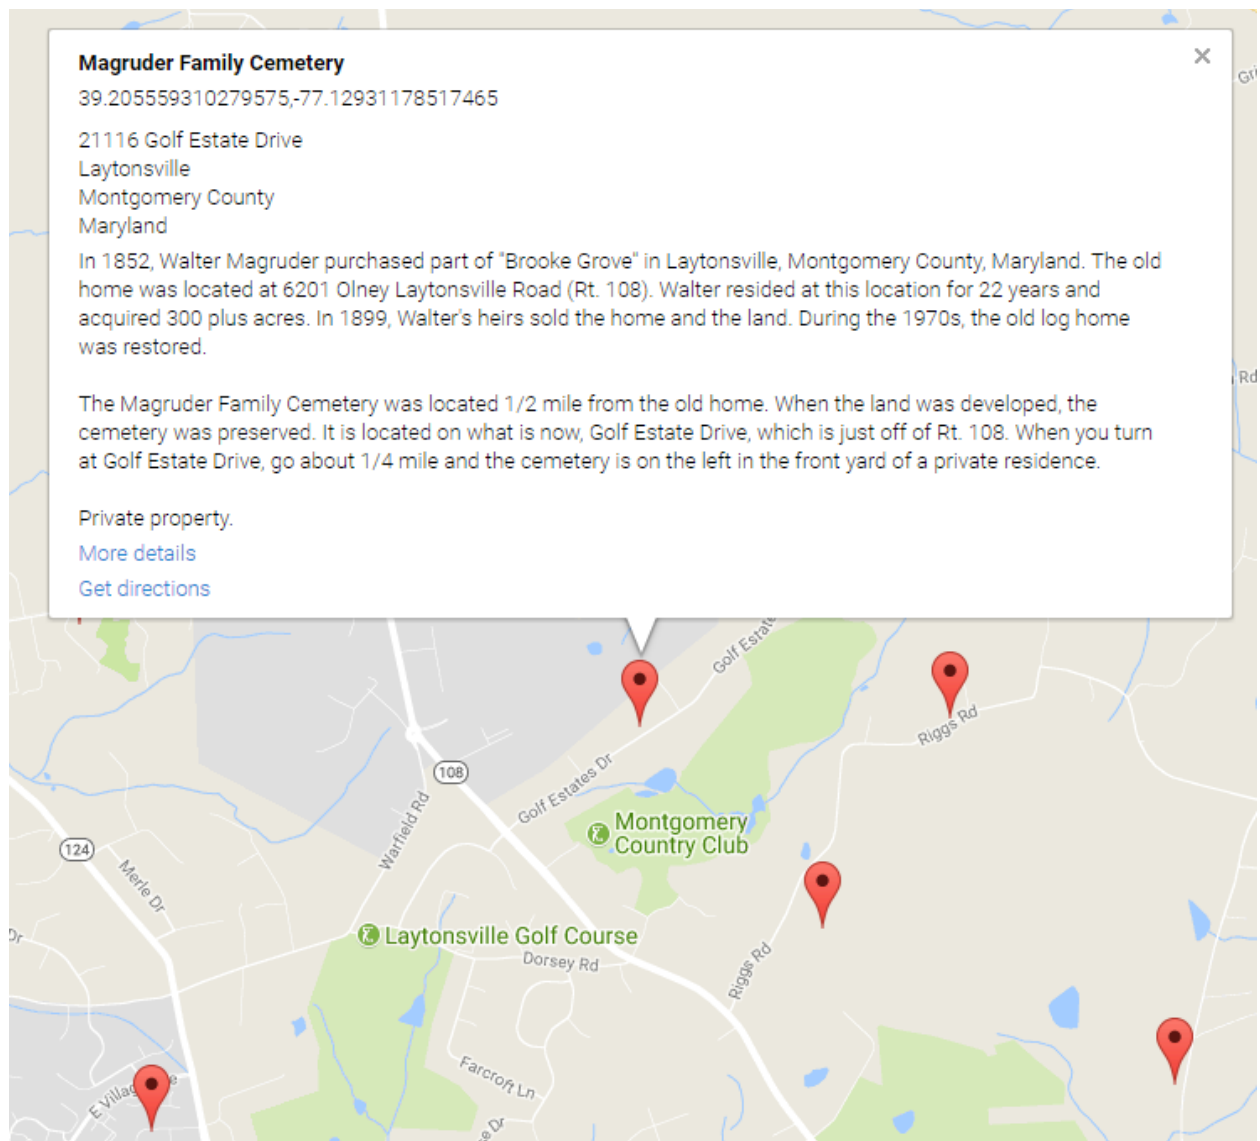 Magruder Family Cemetery
39.205559310279575,-77.12931178517465
21116 Golf Estate Drive
Laytonsville
Montgomery County
Maryland
In 1852, Walter Magruder purchased part of "Brooke Grove" in Laytonsville, Montgomery County, Maryland. The old
home was located at 6201 Olney Laytonsville Road (Rt. 108). Walter resided at this location for 22 years and
acquired 300 plus acres. In 1899, Walter's heirs sold the home and the land. During the 1970s, the old log home
was restored.
The Magruder Family Cemetery was located 1/2 mile from the old home. When the land was developed, the
cemetery was preserved. It is located on what is now, Golf Estate Drive, which is just off of Rt. 108. When you turn
at Golf Estate Drive, go about 1/4 mile and the cemetery is on the left in the front yard of a private residence.
Private property.
More details
Get directions
Rd
Golf Estate
Riggs Rd
108
Golf Estates Dr
Warfield Rd
Montgomery
Country Club
124
Merle Dr
Laytonsville Golf Course
Dorsey Rd
Riggs Rd
Farcroft Ln
E Villag
Dr